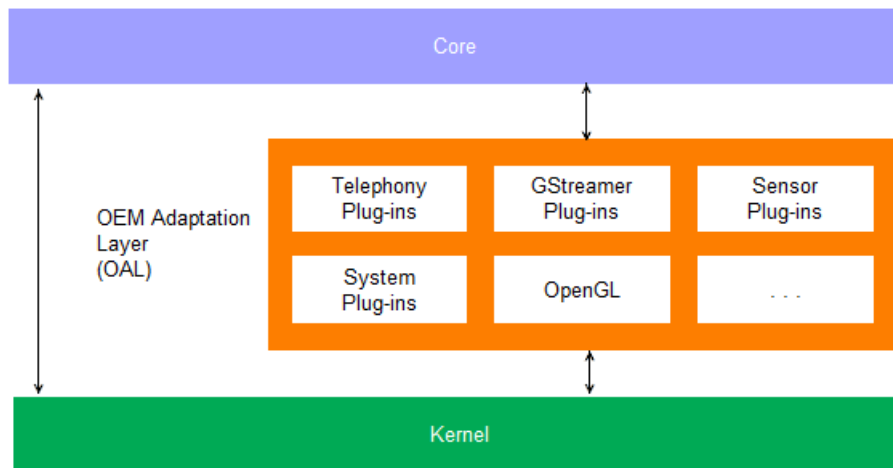 Core
OEM Adaptation
Layer
(OAL)
Telephony
Plug-ins
GStreamer
Plug-ins
Sensor
Plug-ins
System
Plug-ins
OpenGL
. . .
Kernel